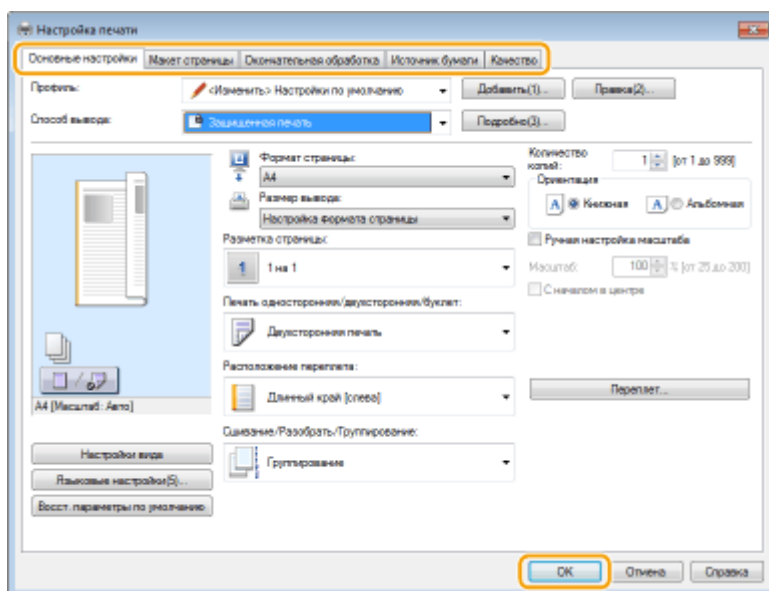 Настройка печати
Основные настройки Макет страницы Окончательная обработка Источник бумаги Качество
Профиль: <Изменить> Настройки по умолчанию Добавить(1)... Правка(2)...
Способ вывода: Защищенная печать Подробно(3)...
Формат страницы:
A4
Размер вывода:
Настройка формата страницы
Разметка страницы:
1 1 на 1
Печать односторонняя/двухсторонняя/буклет:
Двухсторонняя печать
Расположение переплета:
Длинный край [слева]
Сшивание/Разобрать/Группирование:
Группирование
Количество копий: 1 [от 1 до 999]
Ориентация
A Книжная A Альбомная
Ручная настройка масштаба
Масштаб: 100 % [от 25 до 200]
С началом в центре
Переплет...
A4 [Масштаб: Авто]
Настройки вида
Языковые настройки(5)...
Восст. параметры по умолчанию
OK Отмена Справка